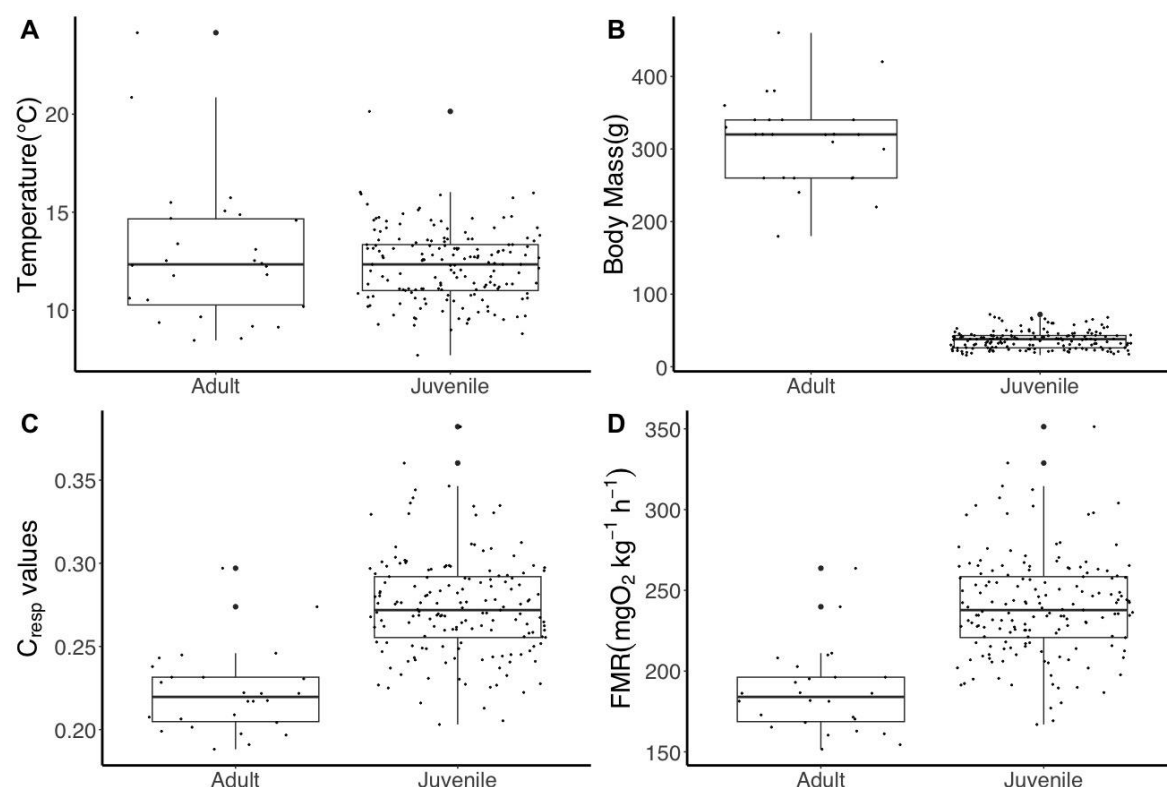 A
Temperature(°C)
20
15
10
Adult
Juvenile
B
Body Mass(g)
400
300
200
100
0
Adult
Juvenile
C
C_resp values
0.35
0.30
0.25
0.20
Adult
Juvenile
D
FMR(mgO₂ kg⁻¹ h⁻¹)
350
300
250
200
150
Adult
Juvenile